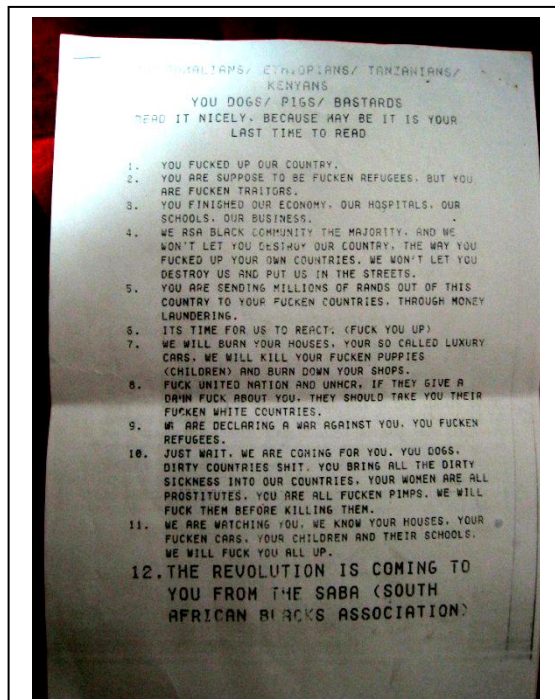 SOMALIANS/ ETHIOPIANS/ TANZANIANS/
KENYANS
YOU DOGS/ PIGS/ BASTARDS
READ IT NICELY, BECAUSE MAY BE IT IS YOUR
LAST TIME TO READ
1. YOU FUCKED UP OUR COUNTRY.
2. YOU ARE SUPPOSE TO BE FUCKEN REFUGEES, BUT YOU
ARE FUCKEN TRAITORS.
3. YOU FINISHED OUR ECONOMY, OUR HOSPITALS, OUR
SCHOOLS, OUR BUSINESS.
4. WE RSA BLACK COMMUNITY THE MAJORITY, AND WE
WON'T LET YOU DESTROY OUR COUNTRY, THE WAY YOU
FUCKED UP YOUR OWN COUNTRIES. WE WON'T LET YOU
DESTROY US AND PUT US IN THE STREETS.
5. YOU ARE SENDING MILLIONS OF RANDS OUT OF THIS
COUNTRY TO YOUR FUCKEN COUNTRIES, THROUGH MONEY
LAUNDERING.
6. ITS TIME FOR US TO REACT. (FUCK YOU UP)
7. WE WILL BURN YOUR HOUSES, YOUR SO CALLED LUXURY
CARS. WE WILL KILL YOUR FUCKEN PUPPIES
(CHILDREN) AND BURN DOWN YOUR SHOPS.
8. FUCK UNITED NATION AND UNHCR, IF THEY GIVE A
DAMN FUCK ABOUT YOU, THEY SHOULD TAKE YOU THEIR
FUCKEN WHITE COUNTRIES.
9. WE ARE DECLARING A WAR AGAINST YOU, YOU FUCKEN
REFUGEES.
10. JUST WAIT, WE ARE COMING FOR YOU. YOU DOGS,
DIRTY COUNTRIES SHIT. YOU BRING ALL THE DIRTY
SICKNESS INTO OUR COUNTRIES, YOUR WOMEN ARE ALL
PROSTITUTES, YOU ARE ALL FUCKEN PIMPS. WE WILL
FUCK THEM BEFORE KILLING THEM.
11. WE ARE WATCHING YOU, WE KNOW YOUR HOUSES, YOUR
FUCKEN CARS, YOUR CHILDREN AND THEIR SCHOOLS.
WE WILL FUCK YOU ALL UP.
12. THE REVOLUTION IS COMING TO
YOU FROM THE SABA (SOUTH
AFRICAN BLACKS ASSOCIATION)